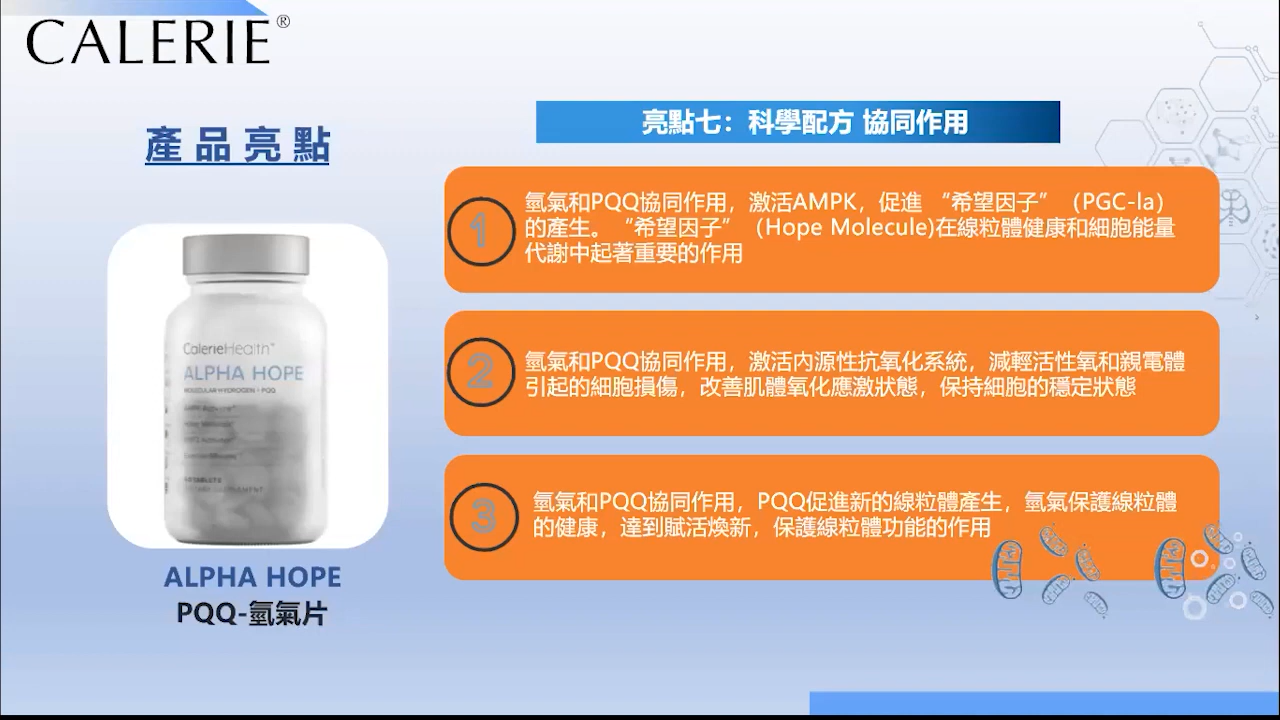 CALERIE®
產品亮點
亮點七：科學配方 協同作用
1
氫氣和PQQ協同作用，激活AMPK，促進 “希望因子” （PGC-la）
的產生。“希望因子” （Hope Molecule)在線粒體健康和細胞能量
代謝中起著重要的作用
2
氫氣和PQQ協同作用，激活內源性抗氧化系統，減輕活性氧和親電體
引起的細胞損傷，改善肌體氧化應激狀態，保持細胞的穩定狀態
3
氫氣和PQQ協同作用，PQQ促進新的線粒體產生，氫氣保護線粒體
的健康，達到賦活煥新，保護線粒體功能的作用
CalerieHealth™
ALPHA HOPE
MOLECULAR HYDROGEN + PQQ
ALPHA HOPE
PQQ-氫氣片